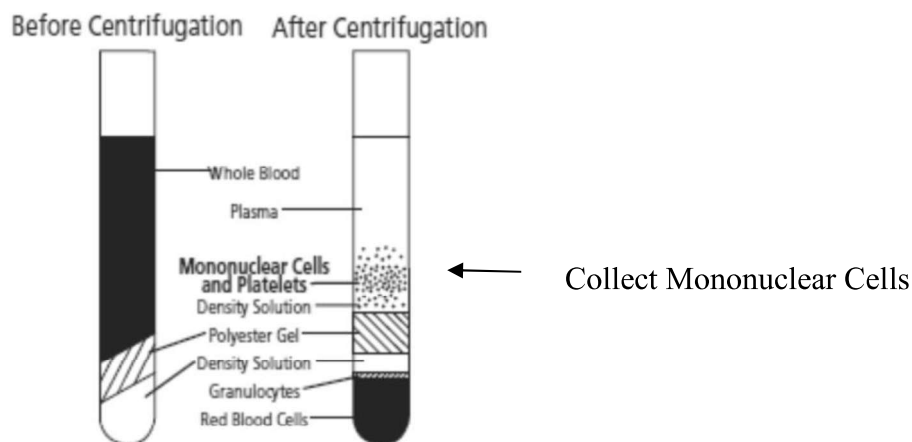 Before Centrifugation
After Centrifugation
Whole Blood
Plasma
Mononuclear Cells
and Platelets
Density Solution
Polyester Gel
Density Solution
Granulocytes
Red Blood Cells
Collect Mononuclear Cells